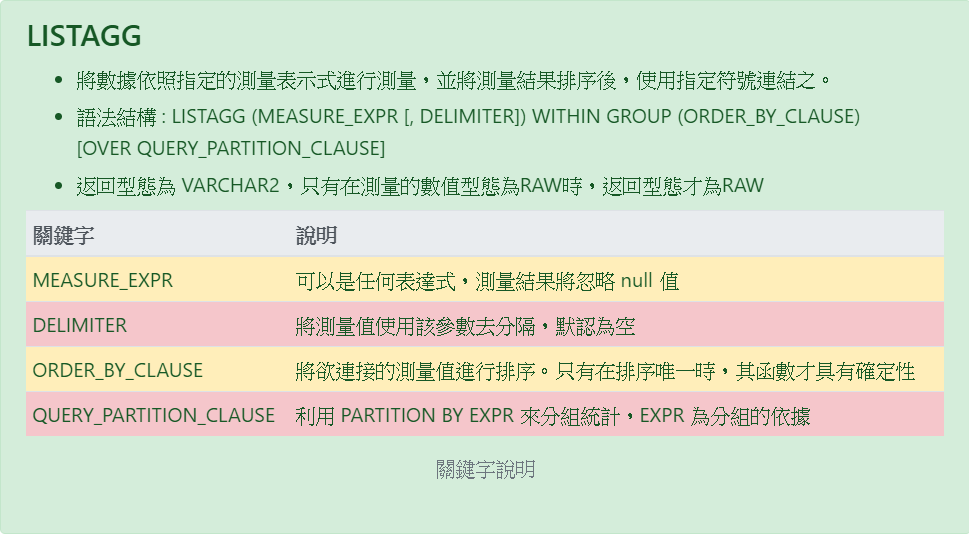 LISTAGG
將數據依照指定的測量表示式進行測量，並將測量結果排序後，使用指定符號連結之。
語法結構 : LISTAGG (MEASURE_EXPR [, DELIMITER]) WITHIN GROUP (ORDER_BY_CLAUSE)
[OVER QUERY_PARTITION_CLAUSE]
返回型態為 VARCHAR2，只有在測量的數值型態為RAW時，返回型態才為RAW
關鍵字 說明
MEASURE_EXPR 可以是任何表達式，測量結果將忽略 null 值
DELIMITER 將測量值使用該參數去分隔，默認為空
ORDER_BY_CLAUSE 將欲連接的測量值進行排序。只有在排序唯一時，其函數才具有確定性
QUERY_PARTITION_CLAUSE 利用 PARTITION BY EXPR 來分組統計，EXPR 為分組的依據
關鍵字說明